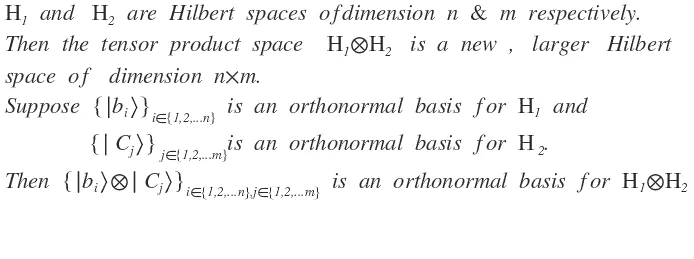 H₁ and H₂ are Hilbert spaces ofdimension n & m respectively.
Then the tensor product space H₁⊗H₂ is a new , larger Hilbert
space of dimension n×m.
Suppose {|bᵢ⟩}_{i∈{1,2,...n}} is an orthonormal basis for H₁ and
{| Cⱼ⟩}_{j∈{1,2,...m}} is an orthonormal basis for H₂.
Then {|bᵢ⟩⊗| Cⱼ⟩}_{i∈{1,2,...n},j∈{1,2,...m}} is an orthonormal basis for H₁⊗H₂